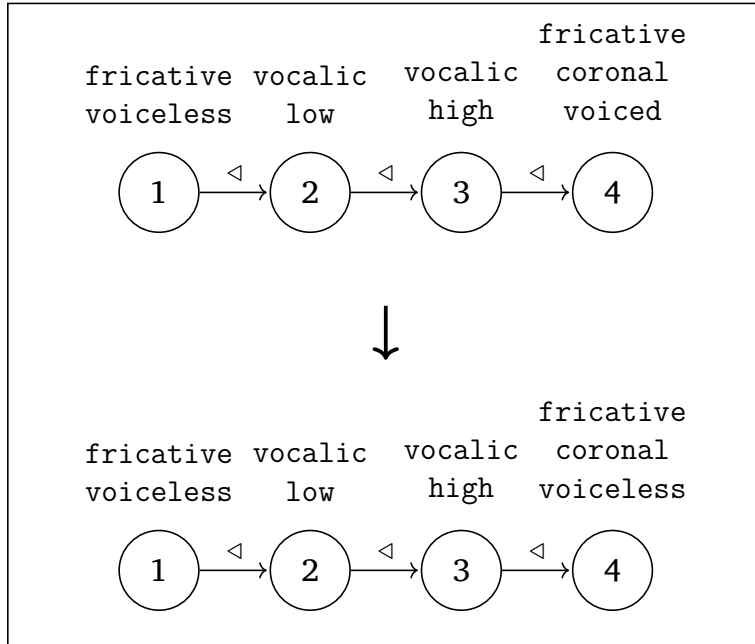 fricative
fricative vocalic vocalic coronal
voiceless low high voiced
◁ ◁ ◁
1 2 3 4
↓
fricative
fricative vocalic vocalic coronal
voiceless low high voiceless
◁ ◁ ◁
1 2 3 4